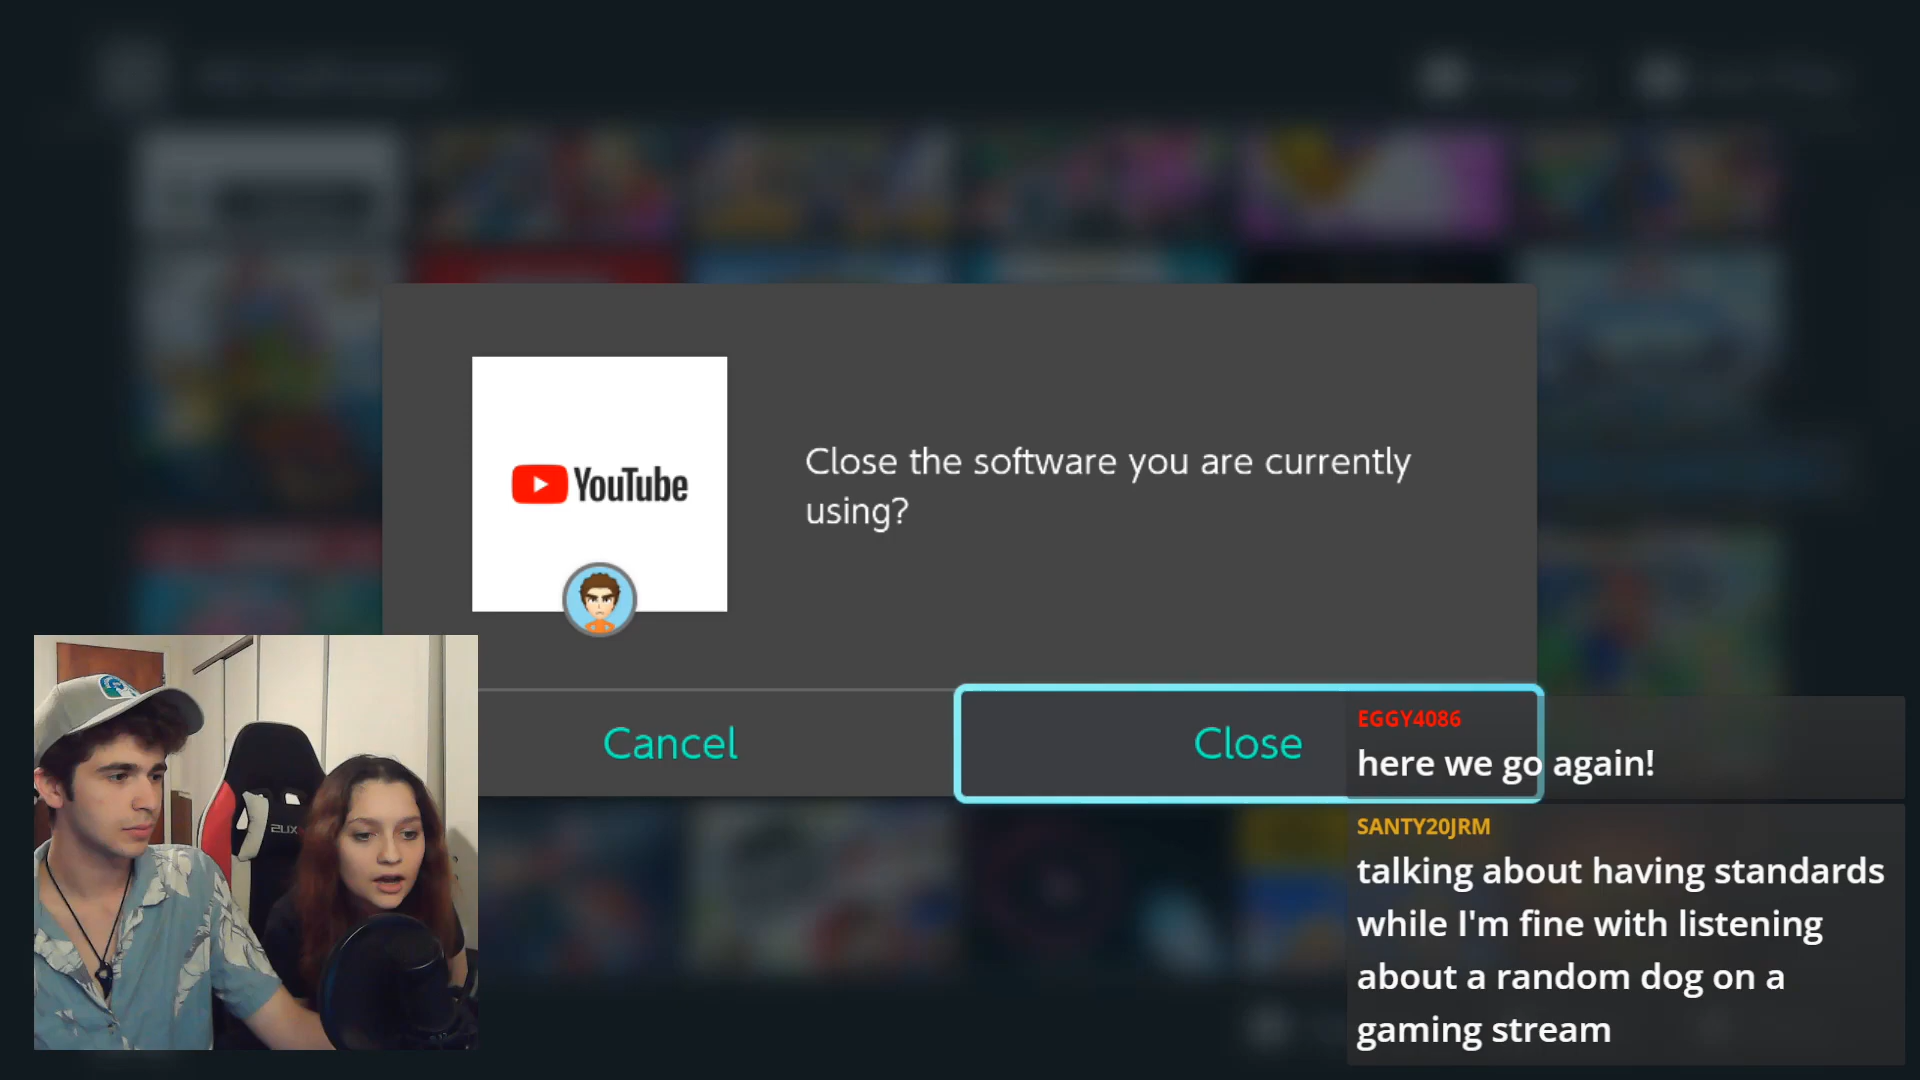 YouTube
Close the software you are currently
using?
Cancel
Close
EGGY4086
here we go again!
SANTY20JRM
talking about having standards
while I'm fine with listening
about a random dog on a
gaming stream